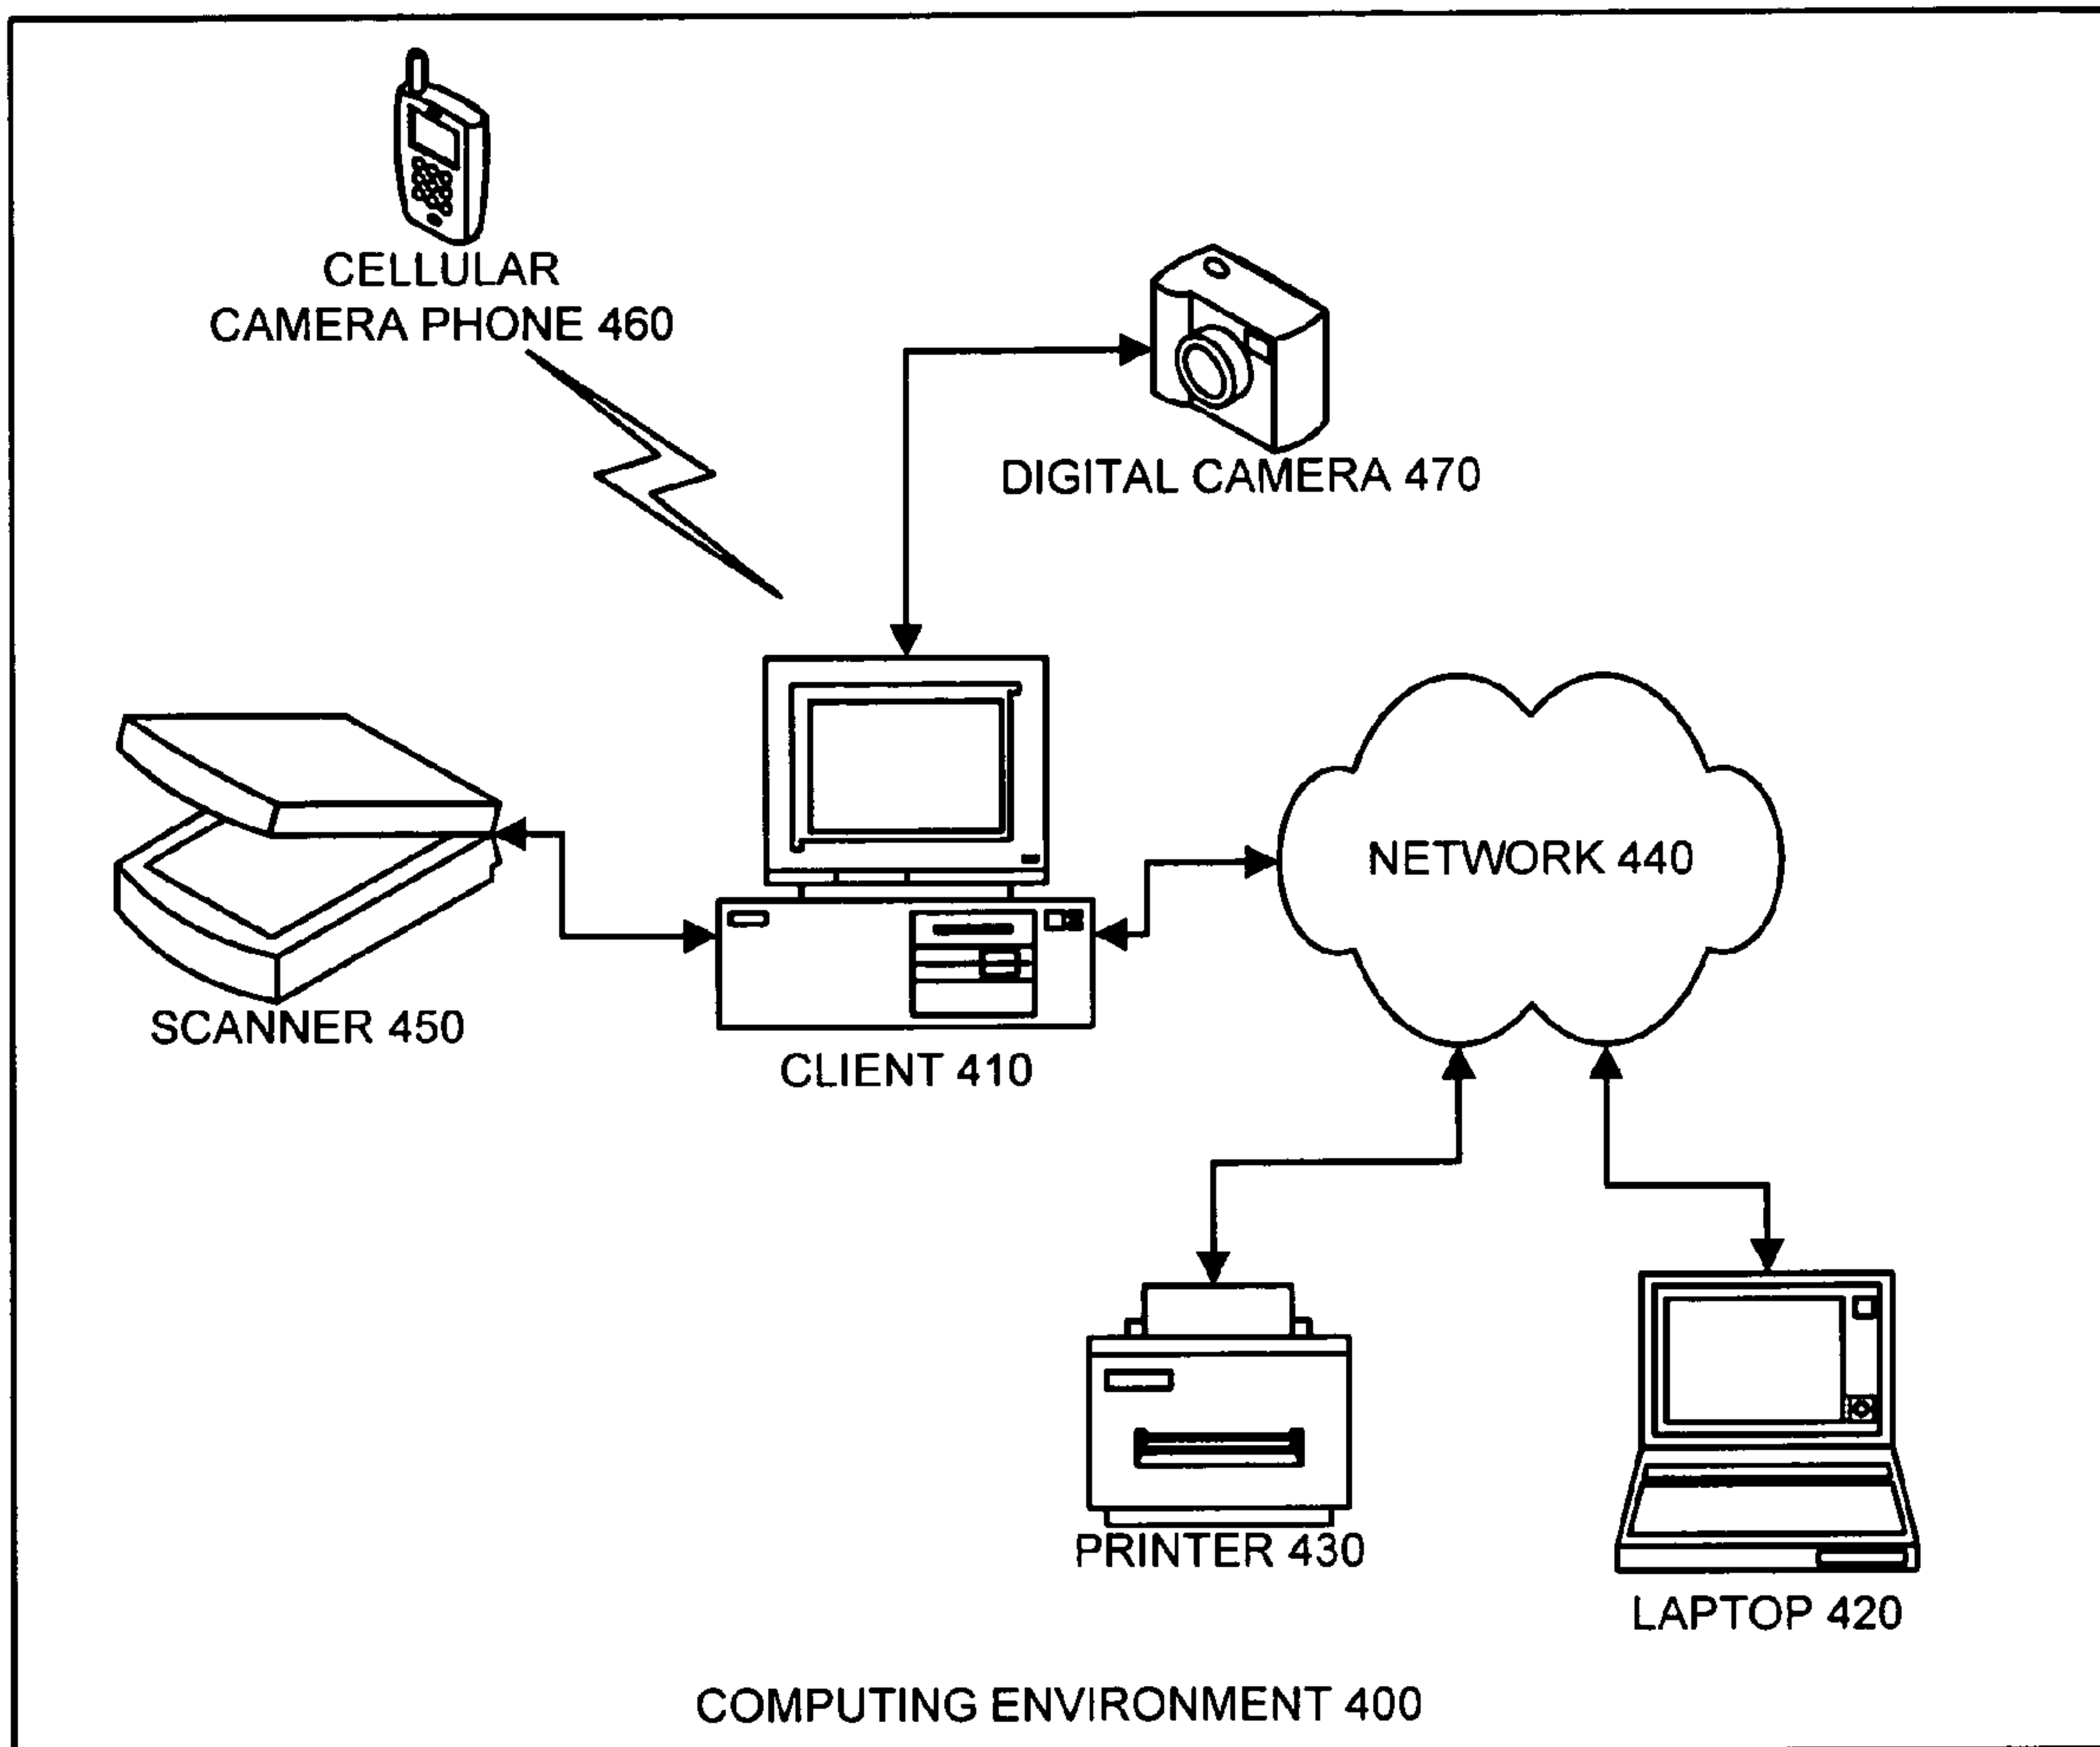 CELLULAR
CAMERA PHONE 460
DIGITAL CAMERA 470
NETWORK 440
SCANNER 450
CLIENT 410
PRINTER 430
LAPTOP 420
COMPUTING ENVIRONMENT 400